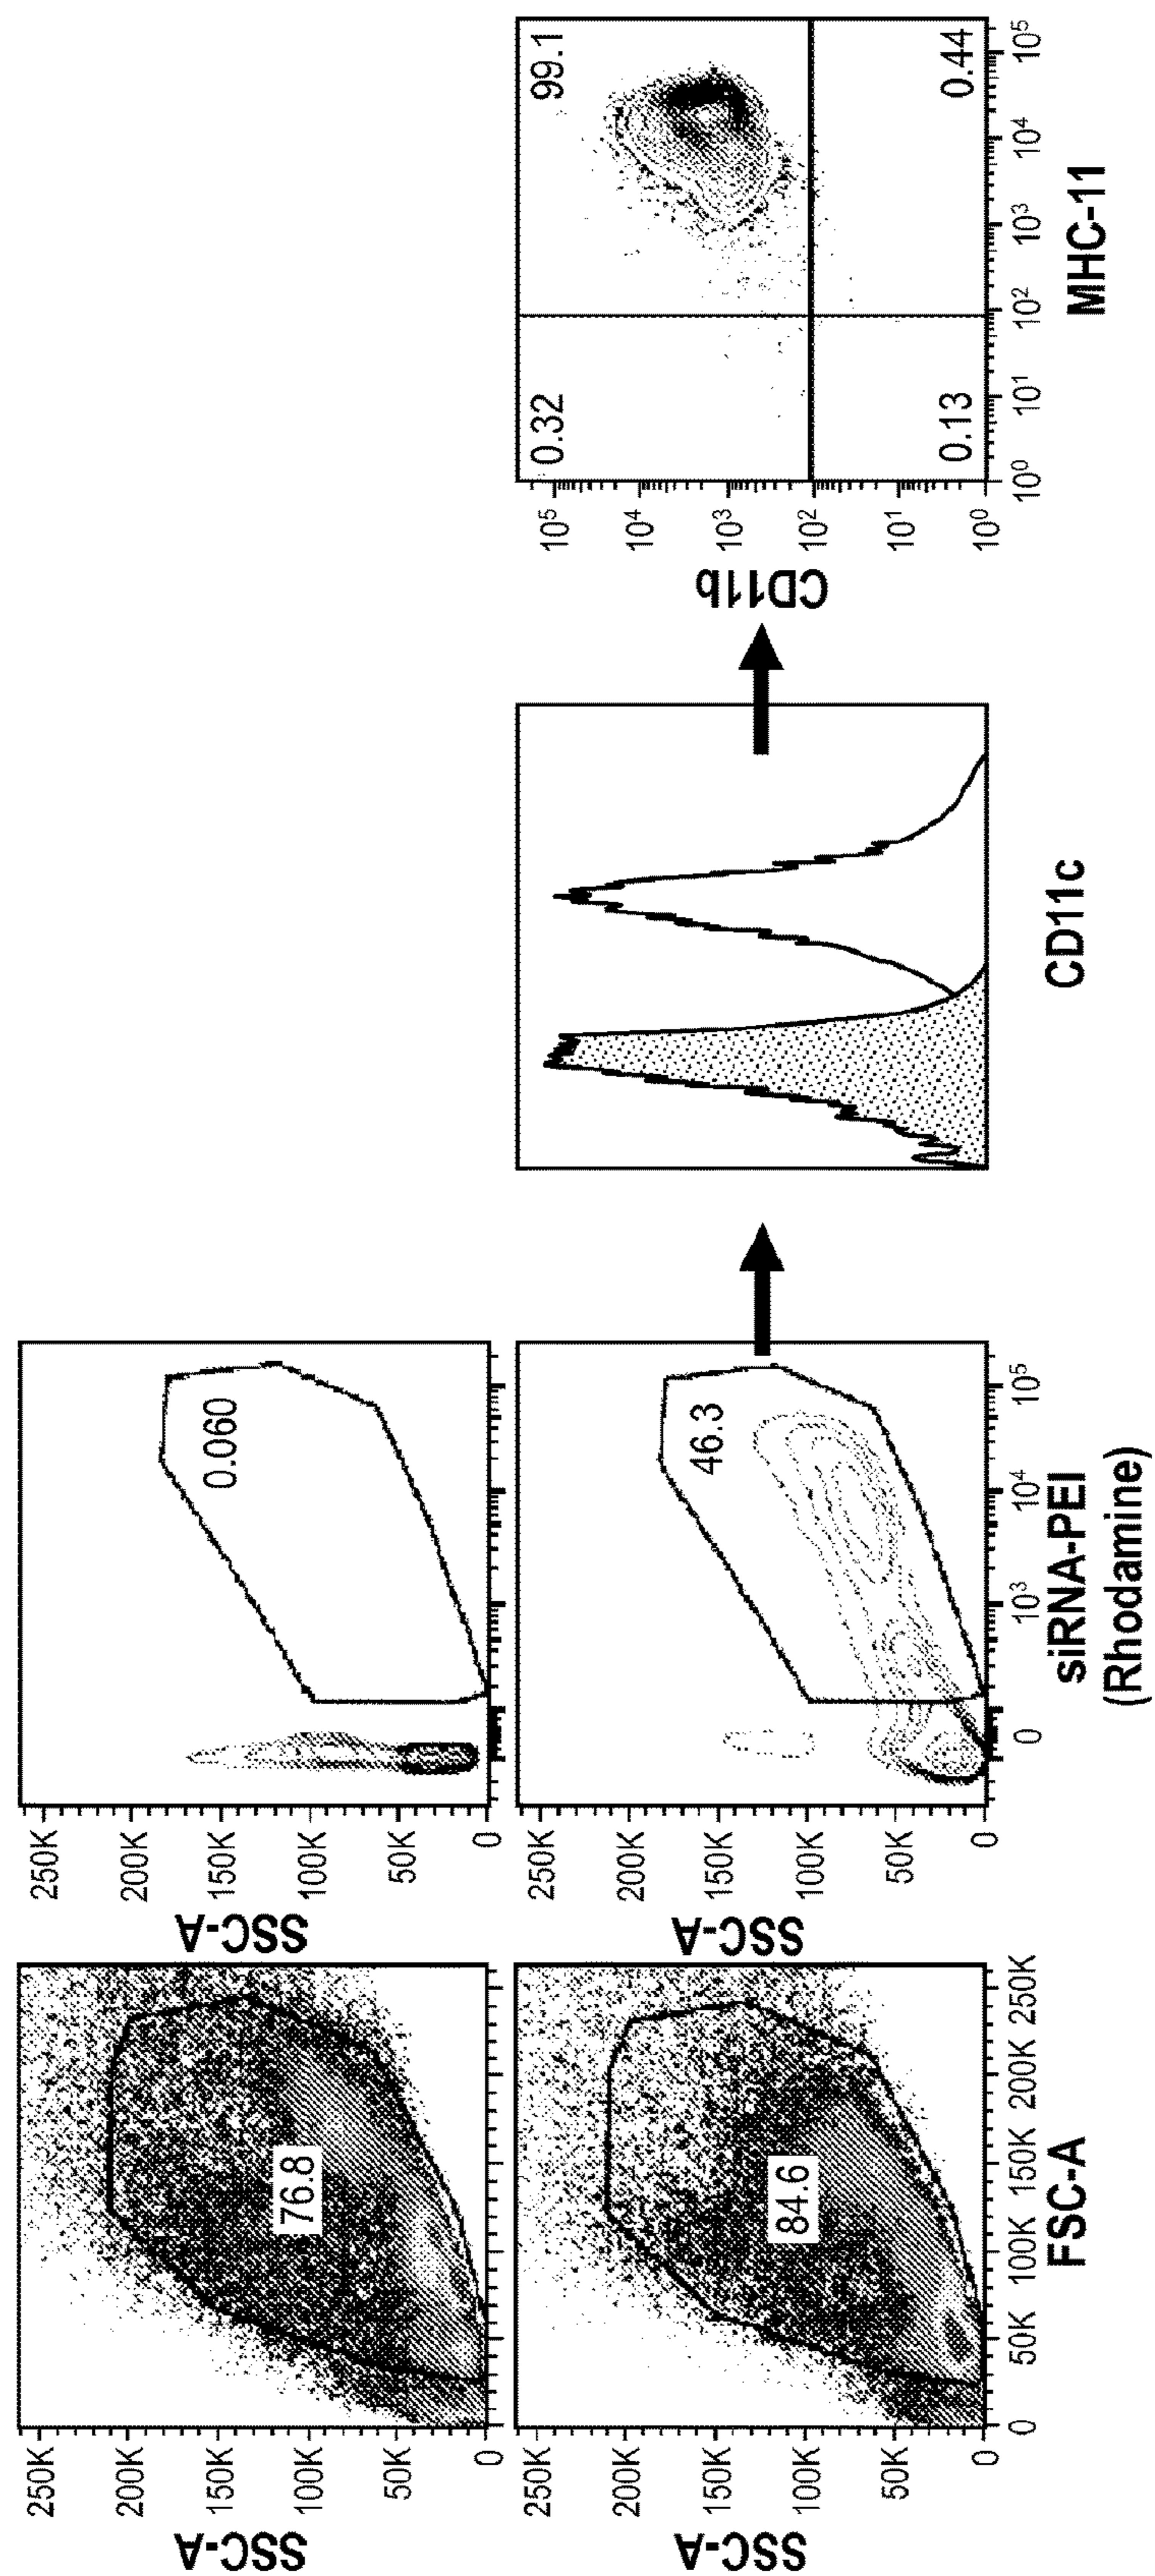 SSC-A
250K
200K
150K
100K
50K
0
76.8
SSC-A
250K
200K
150K
100K
50K
0
0.060
SSC-A
250K
200K
150K
100K
50K
0
84.6
0 50K 100K 150K 200K 250K
FSC-A
SSC-A
250K
200K
150K
100K
50K
0
46.3
0 10³ 10⁴ 10⁵
siRNA-PEI
(Rhodamine)
CD11c
CD11b
10⁵
10⁴
10³
10²
10¹
10⁰
0.32 99.1
0.13 0.44
10⁰ 10¹ 10² 10³ 10⁴ 10⁵
MHC-11